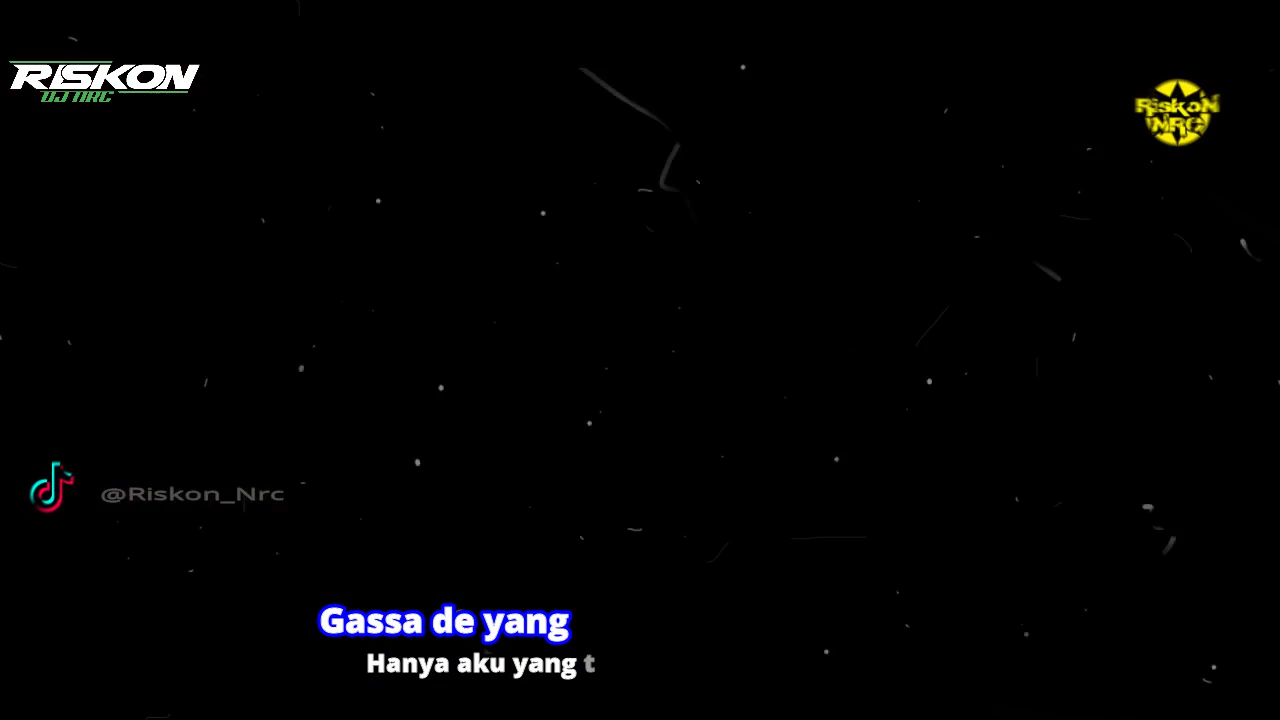 RISKON
DJ NRC
RiskoN
NRC
@Riskon_Nrc
Gassa de yang
Hanya aku yang t